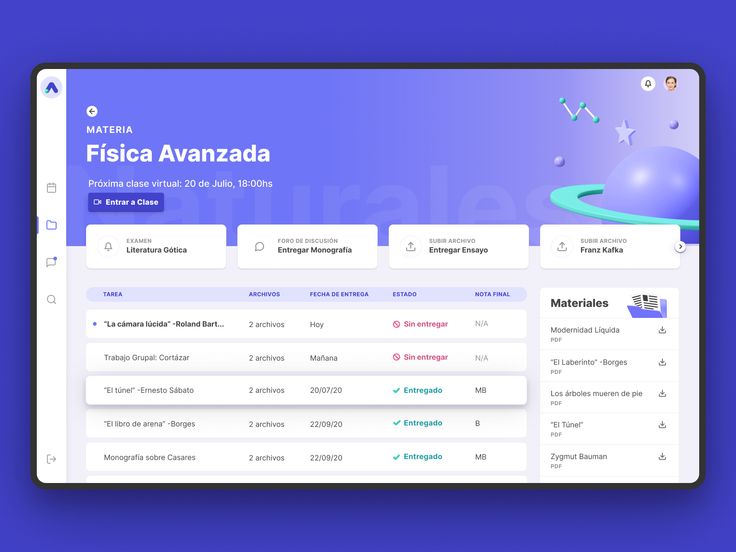 MATERIA
Física Avanzada
Naturales
Próxima clase virtual: 20 de Julio, 18:00hs
Entrar a Clase
EXAMEN
Literatura Gótica
FORO DE DISCUSIÓN
Entregar Monografía
SUBIR ARCHIVO
Entregar Ensayo
SUBIR ARCHIVO
Franz Kafka
TAREA ARCHIVOS FECHA DE ENTREGA ESTADO NOTA FINAL
"La cámara lúcida" -Roland Bart... 2 archivos Hoy Sin entregar N/A
Trabajo Grupal: Cortázar 2 archivos Mañana Sin entregar N/A
"El túnel" -Ernesto Sábato 2 archivos 20/07/20 Entregado MB
"El libro de arena" -Borges 2 archivos 22/09/20 Entregado B
Monografía sobre Casares 2 archivos 22/09/20 Entregado MB
Materiales
Modernidad Líquida
PDF
"El Laberinto" -Borges
PDF
Los árboles mueren de pie
PDF
"El Túnel"
PDF
Zygmut Bauman
PDF